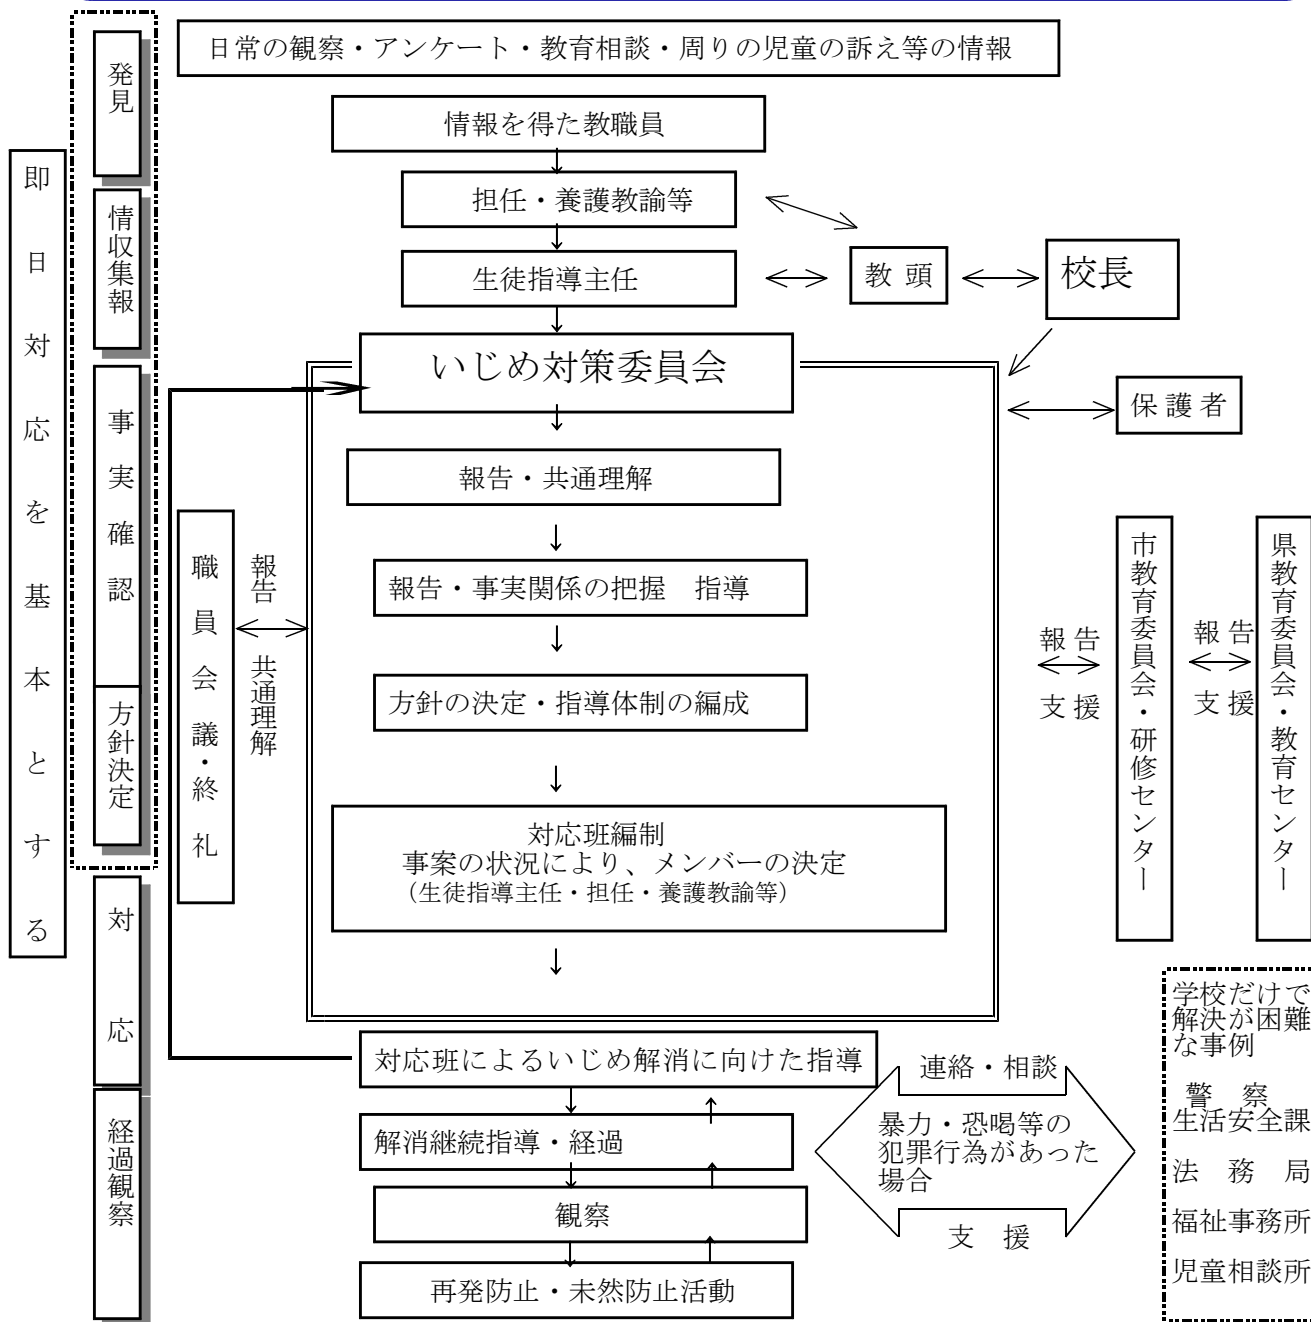 日常の観察・アンケート・教育相談・周りの児童の訴え等の情報
発見
情報を得た教職員
即日対応を基本とする
担任・養護教諭等
情収集報
生徒指導主任
教頭
校長
いじめ対策委員会
事実確認
保護者
報告・共通理解
職員会議・終礼
報告
共通理解
報告・事実関係の把握　指導
報告
支援
市教育委員会・研修センター
報告
支援
県教育委員会・教育センター
方針決定
方針の決定・指導体制の編成
対応班編制
事案の状況により、メンバーの決定
（生徒指導主任・担任・養護教諭等）
対応
対応班によるいじめ解消に向けた指導
連絡・相談
暴力・恐喝等の
犯罪行為があった
場合
支　援
学校だけで
解決が困難
な事例
警　察
生活安全課
法　務　局
福祉事務所
児童相談所
経過観察
解消継続指導・経過
観察
再発防止・未然防止活動